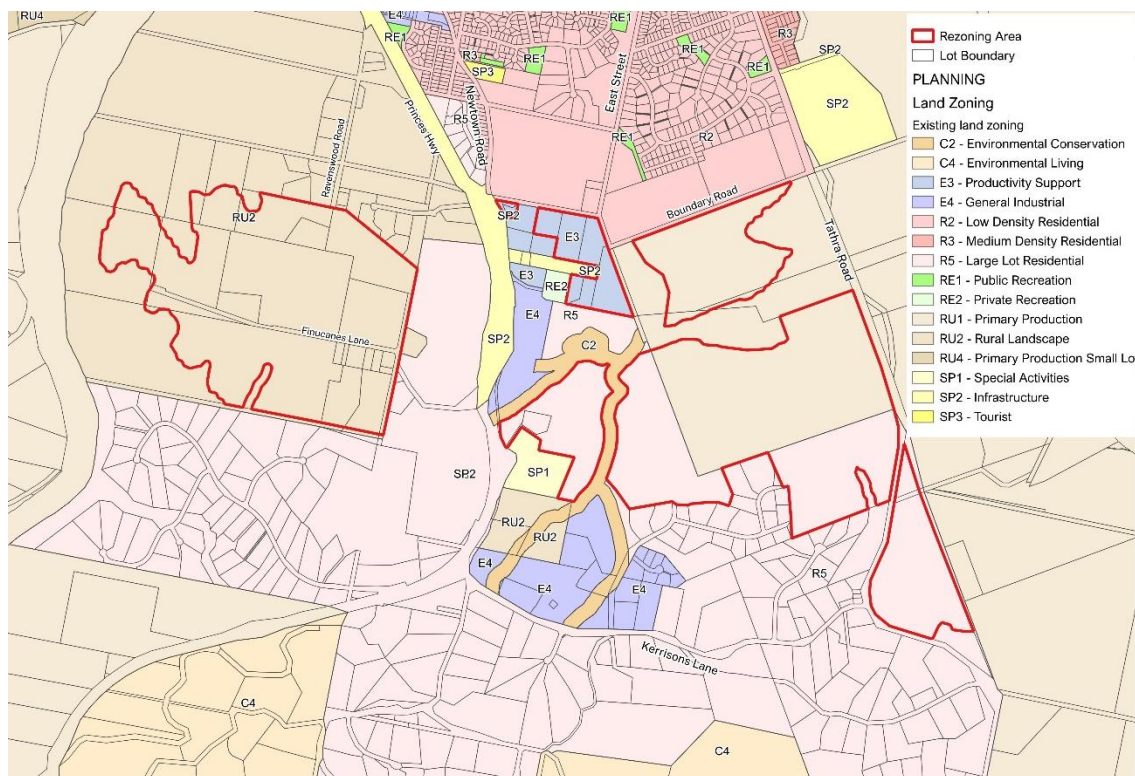 RU4
E4
RE1
RE1
R3
SP3
RE1
RE1
RE1
R3
SP2
SP2
Ravenswood Road
Princes Hwy
R5
Newtown Road
East Street
RE1
R2
RU2
SP2
E3
Boundary Road
Tathra Road
SP2
E3
RE2
Finucanes Lane
SP2
E4
R5
C2
SP2
SP1
RU2
RU2
E4
E4
E4
R5
Kerrisons Lane
C4
C4
Rezoning Area
Lot Boundary
PLANNING
Land Zoning
Existing land zoning
C2 - Environmental Conservation
C4 - Environmental Living
E3 - Productivity Support
E4 - General Industrial
R2 - Low Density Residential
R3 - Medium Density Residential
R5 - Large Lot Residential
RE1 - Public Recreation
RE2 - Private Recreation
RU1 - Primary Production
RU2 - Rural Landscape
RU4 - Primary Production Small Lo
SP1 - Special Activities
SP2 - Infrastructure
SP3 - Tourist